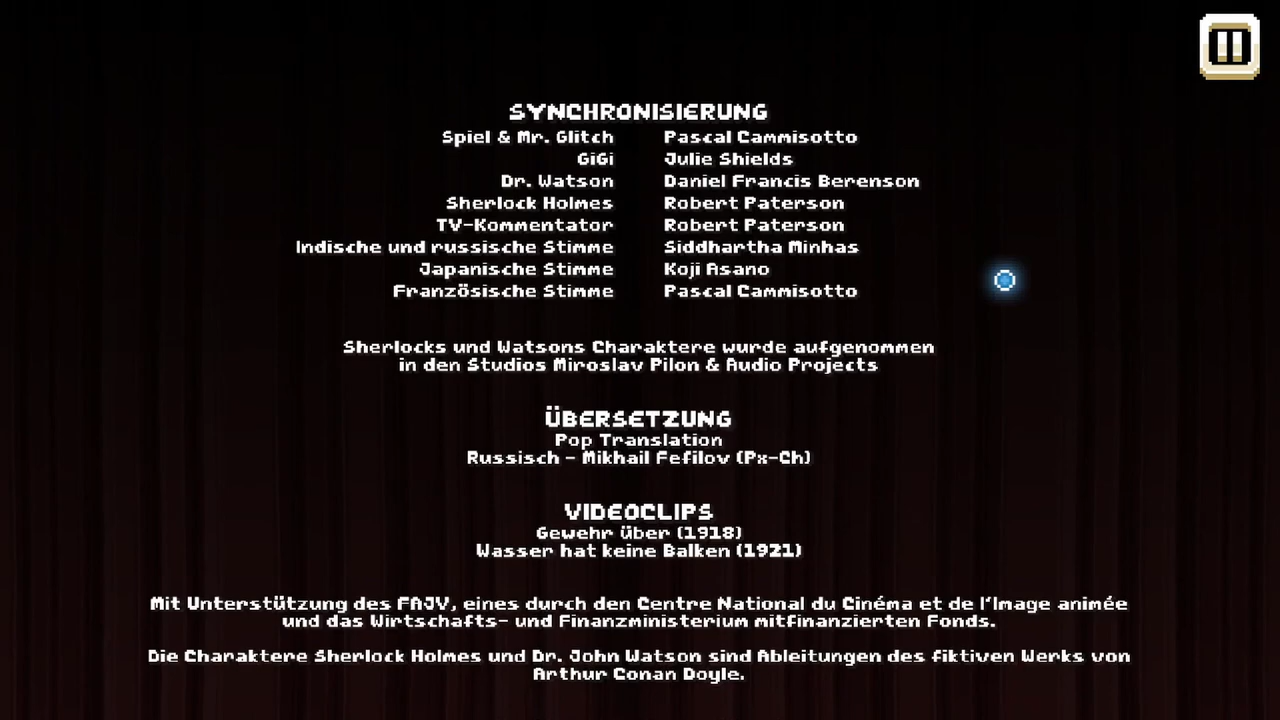 SYNCHRONISIERUNG
Spiel & Mr. Glitch Pascal Cammisotto
GiGi Julie Shields
Dr. Watson Daniel Francis Berenson
Sherlock Holmes Robert Paterson
TV-Kommentator Robert Paterson
Indische und russische Stimme Siddhartha Minhas
Japanische Stimme Koji Asano
Französische Stimme Pascal Cammisotto
Sherlocks und Watsons Charaktere wurde aufgenommen
in den Studios Miroslav Pilon & Audio Projects
ÜBERSETZUNG
Pop Translation
Russisch - Mikhail Fefilov (Px-Ch)
VIDEOCLIPS
Gewehr über (1918)
Wasser hat keine Balken (1921)
Mit Unterstützung des FAJV, eines durch den Centre National du Cinéma et de l'Image animée
und das Wirtschafts- und Finanzministerium mitfinanzierten Fonds.
Die Charaktere Sherlock Holmes und Dr. John Watson sind Ableitungen des fiktiven Werks von
Arthur Conan Doyle.